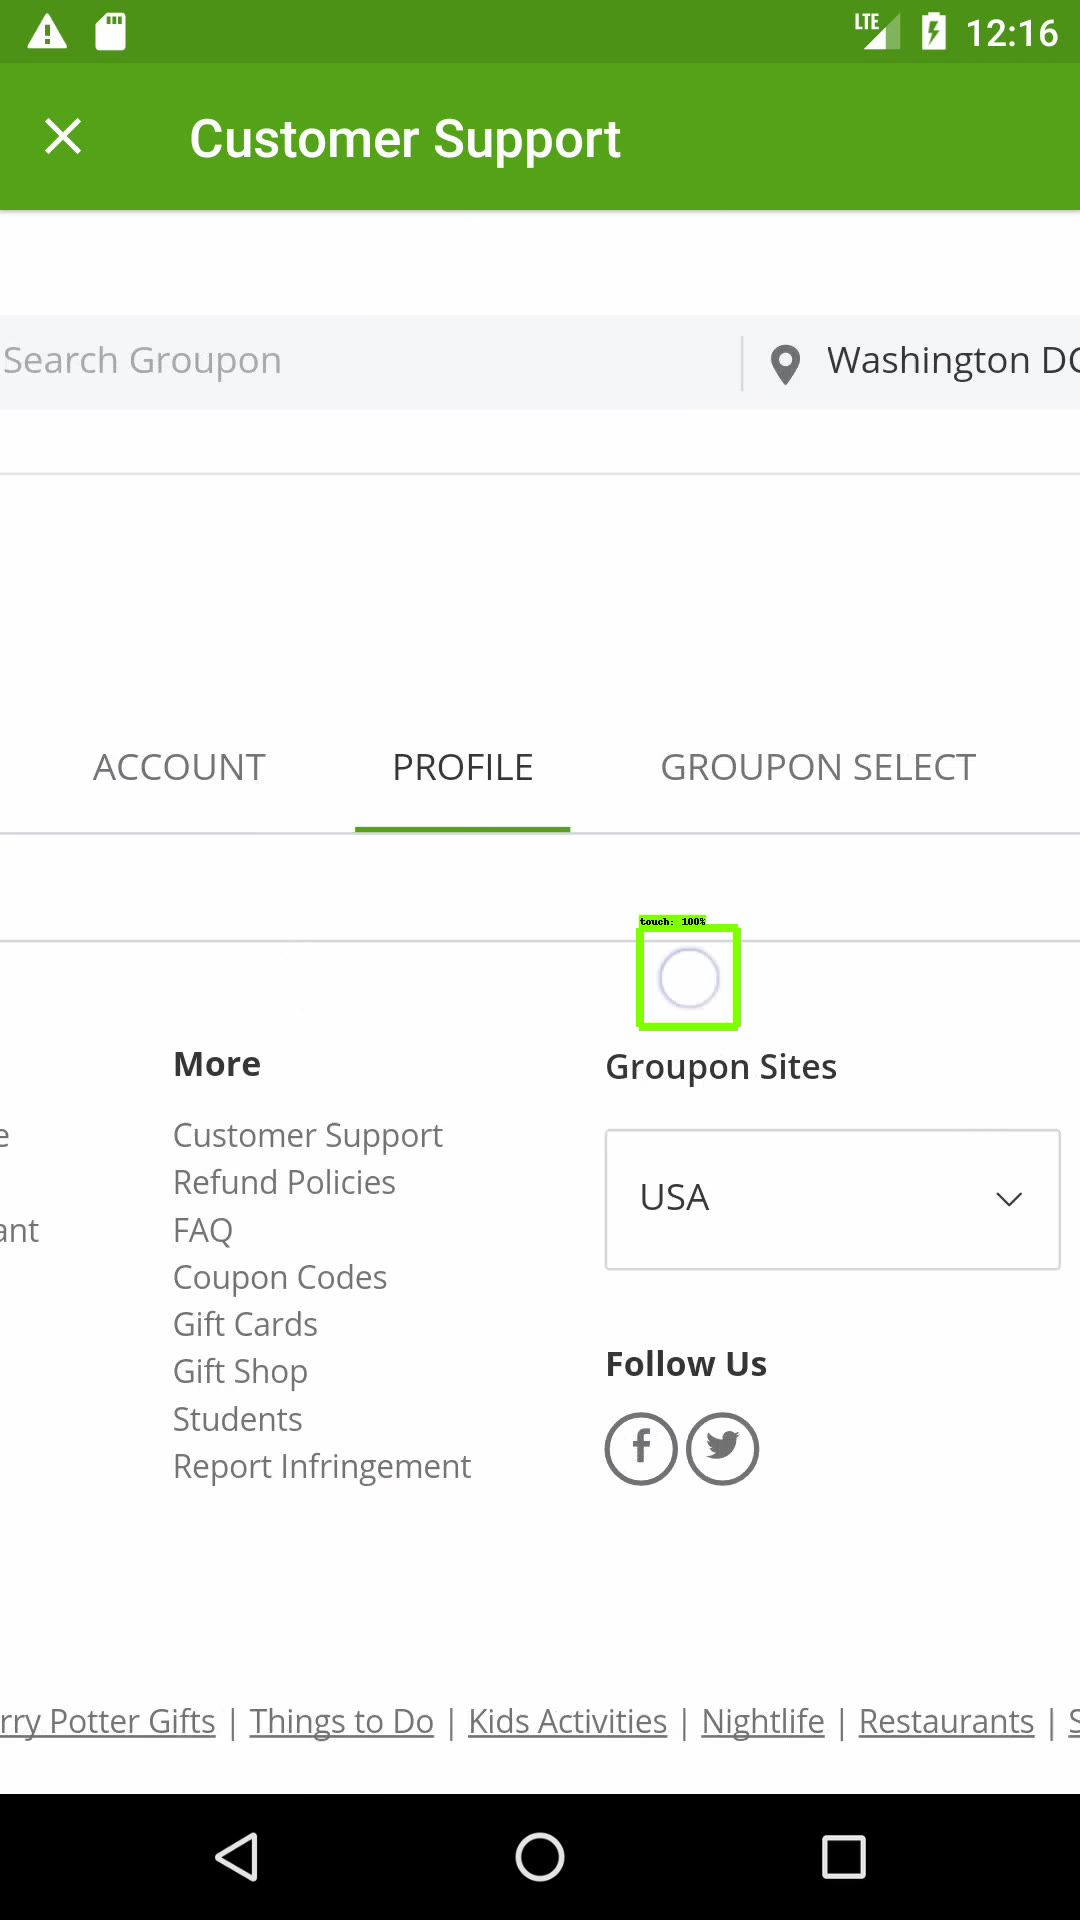 LTE 12:16
Customer Support
Search Groupon Washington DC
ACCOUNT PROFILE GROUPON SELECT
touch: 100%
More
Customer Support
Refund Policies
FAQ
Coupon Codes
Gift Cards
Gift Shop
Students
Report Infringement
e
ant
Groupon Sites
USA
Follow Us
rry Potter Gifts | Things to Do | Kids Activities | Nightlife | Restaurants | S